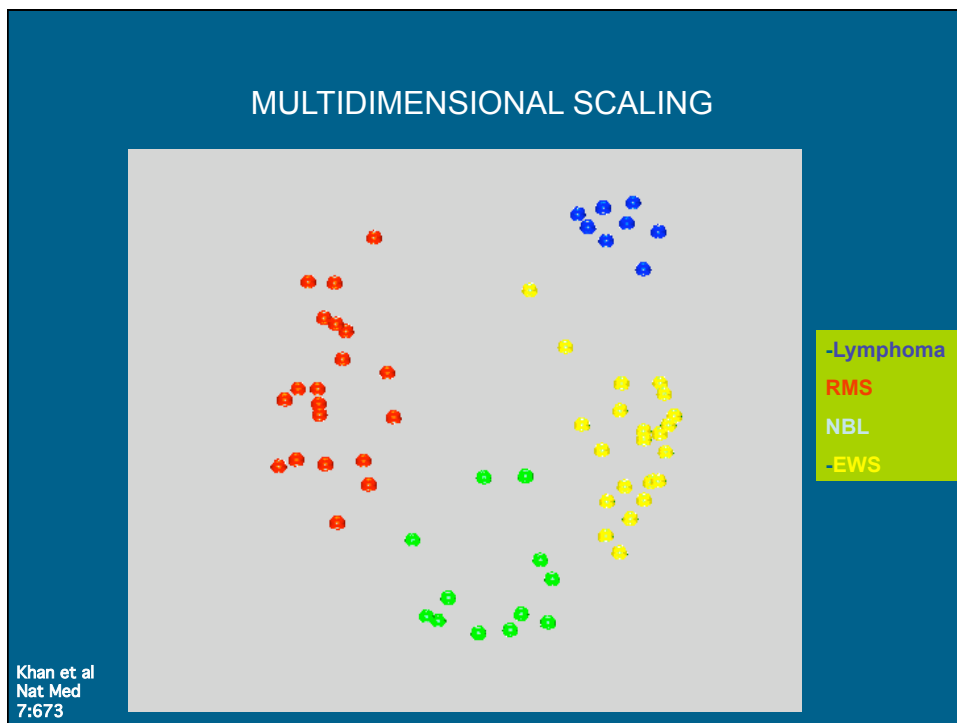 MULTIDIMENSIONAL SCALING
-Lymphoma
RMS
NBL
-EWS
Khan et al
Nat Med
7:673